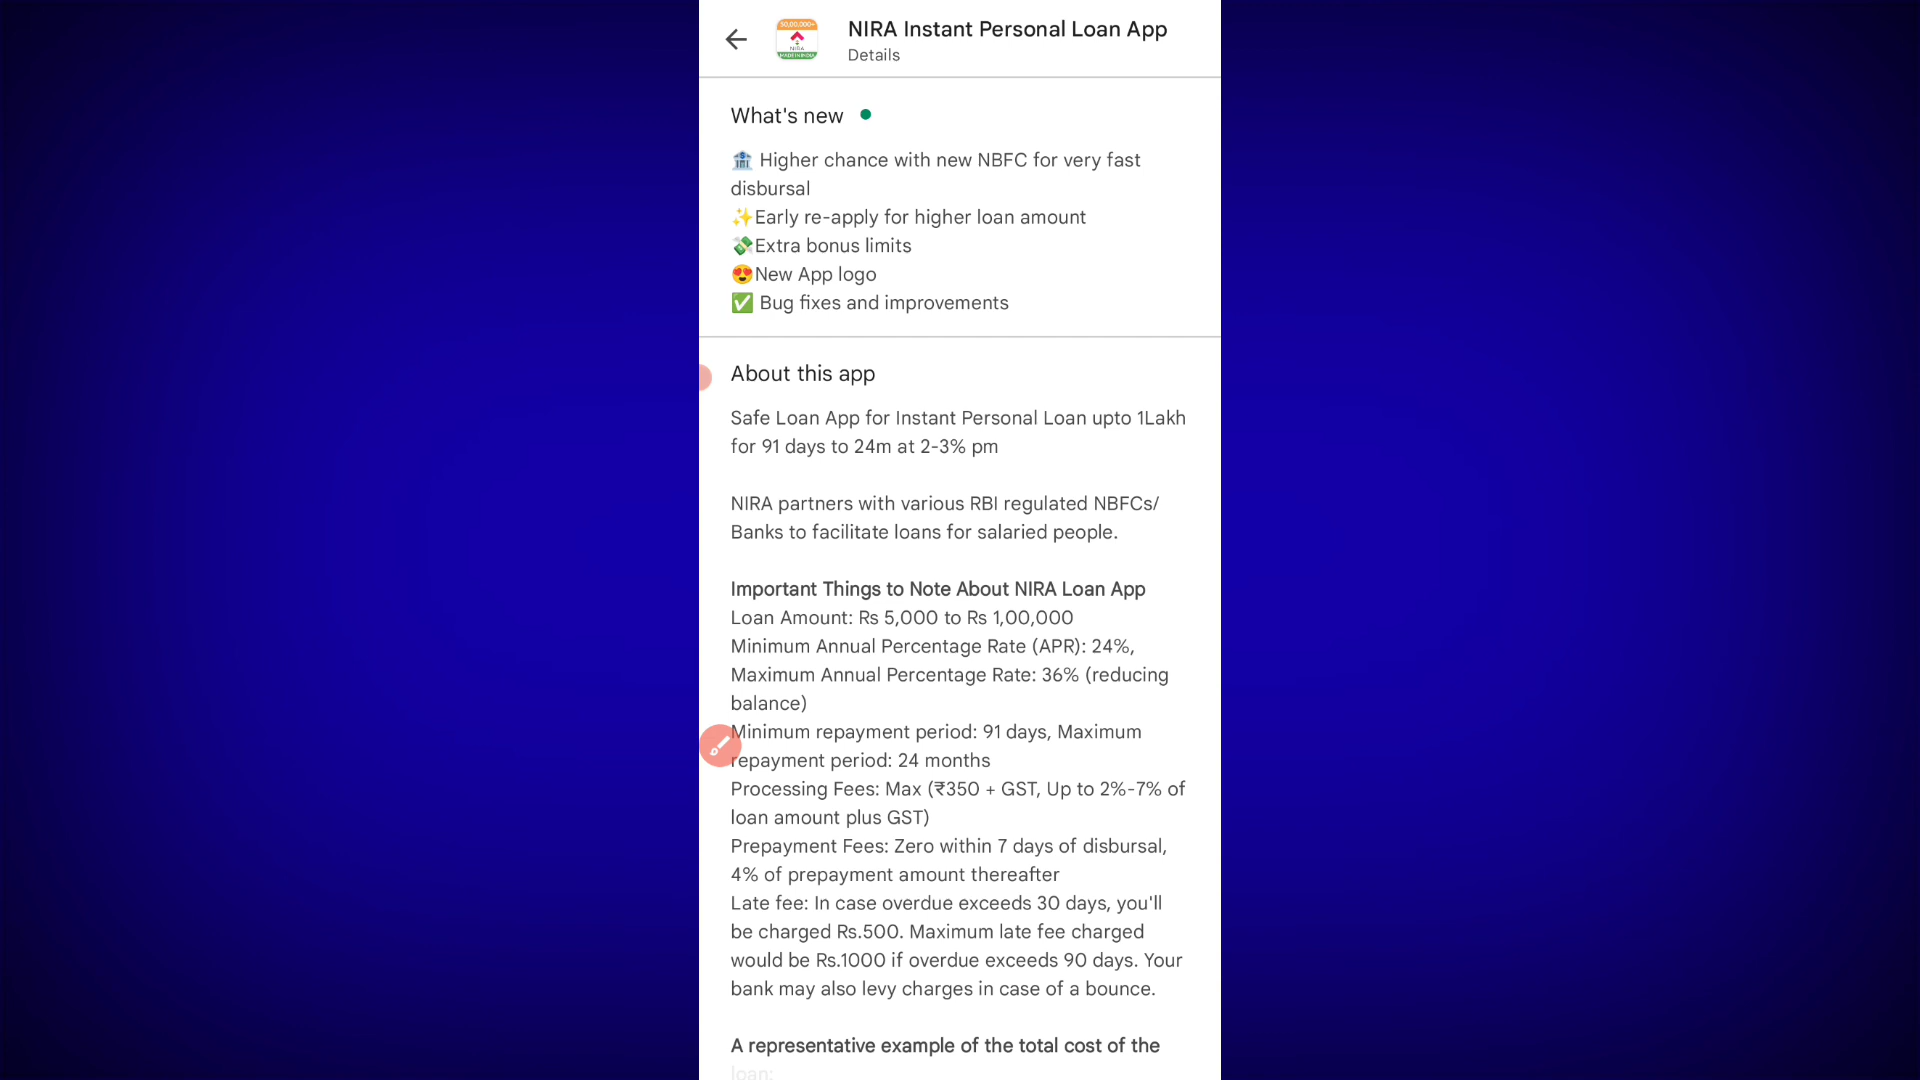 50,00,000+
NIRA
MADE IN INDIA
NIRA Instant Personal Loan App
Details
What's new
🏦 Higher chance with new NBFC for very fast
disbursal
✨Early re-apply for higher loan amount
💸Extra bonus limits
😍New App logo
✅ Bug fixes and improvements
About this app
Safe Loan App for Instant Personal Loan upto 1Lakh
for 91 days to 24m at 2-3% pm
NIRA partners with various RBI regulated NBFCs/
Banks to facilitate loans for salaried people.
Important Things to Note About NIRA Loan App
Loan Amount: Rs 5,000 to Rs 1,00,000
Minimum Annual Percentage Rate (APR): 24%,
Maximum Annual Percentage Rate: 36% (reducing
balance)
Minimum repayment period: 91 days, Maximum
repayment period: 24 months
Processing Fees: Max (₹350 + GST, Up to 2%-7% of
loan amount plus GST)
Prepayment Fees: Zero within 7 days of disbursal,
4% of prepayment amount thereafter
Late fee: In case overdue exceeds 30 days, you'll
be charged Rs.500. Maximum late fee charged
would be Rs.1000 if overdue exceeds 90 days. Your
bank may also levy charges in case of a bounce.
A representative example of the total cost of the
loan: